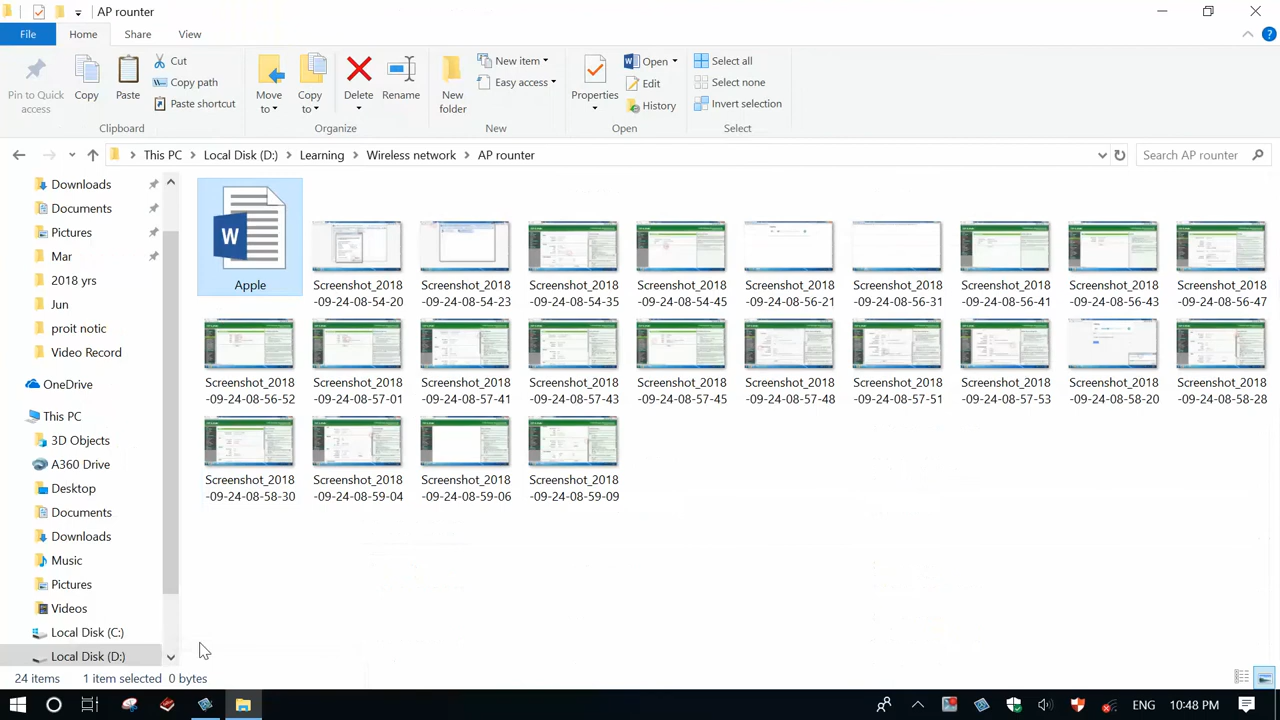 AP rounter
File Home Share View
Pin to Quick access
Copy
Paste
Cut
Copy path
Paste shortcut
Clipboard
Move to
Copy to
Delete
Rename
Organize
New folder
New item
Easy access
New
Properties
Open
Edit
History
Open
Select all
Select none
Invert selection
Select
This PC Local Disk (D:) Learning Wireless network AP rounter
Search AP rounter
Downloads
Documents
Pictures
Mar
2018 yrs
Jun
proit notic
Video Record
OneDrive
This PC
3D Objects
A360 Drive
Desktop
Documents
Downloads
Music
Pictures
Videos
Local Disk (C:)
Local Disk (D:)
W
Apple
Screenshot_2018 Screenshot_2018 Screenshot_2018 Screenshot_2018 Screenshot_2018 Screenshot_2018 Screenshot_2018 Screenshot_2018 Screenshot_2018
-09-24-08-54-20 -09-24-08-54-23 -09-24-08-54-35 -09-24-08-54-45 -09-24-08-56-21 -09-24-08-56-31 -09-24-08-56-41 -09-24-08-56-43 -09-24-08-56-47
Screenshot_2018 Screenshot_2018 Screenshot_2018 Screenshot_2018 Screenshot_2018 Screenshot_2018 Screenshot_2018 Screenshot_2018 Screenshot_2018 Screenshot_2018
-09-24-08-56-52 -09-24-08-57-01 -09-24-08-57-41 -09-24-08-57-43 -09-24-08-57-45 -09-24-08-57-48 -09-24-08-57-51 -09-24-08-57-53 -09-24-08-58-20 -09-24-08-58-28
Screenshot_2018 Screenshot_2018 Screenshot_2018 Screenshot_2018
-09-24-08-58-30 -09-24-08-59-04 -09-24-08-59-06 -09-24-08-59-09
24 items 1 item selected 0 bytes
ENG 10:48 PM